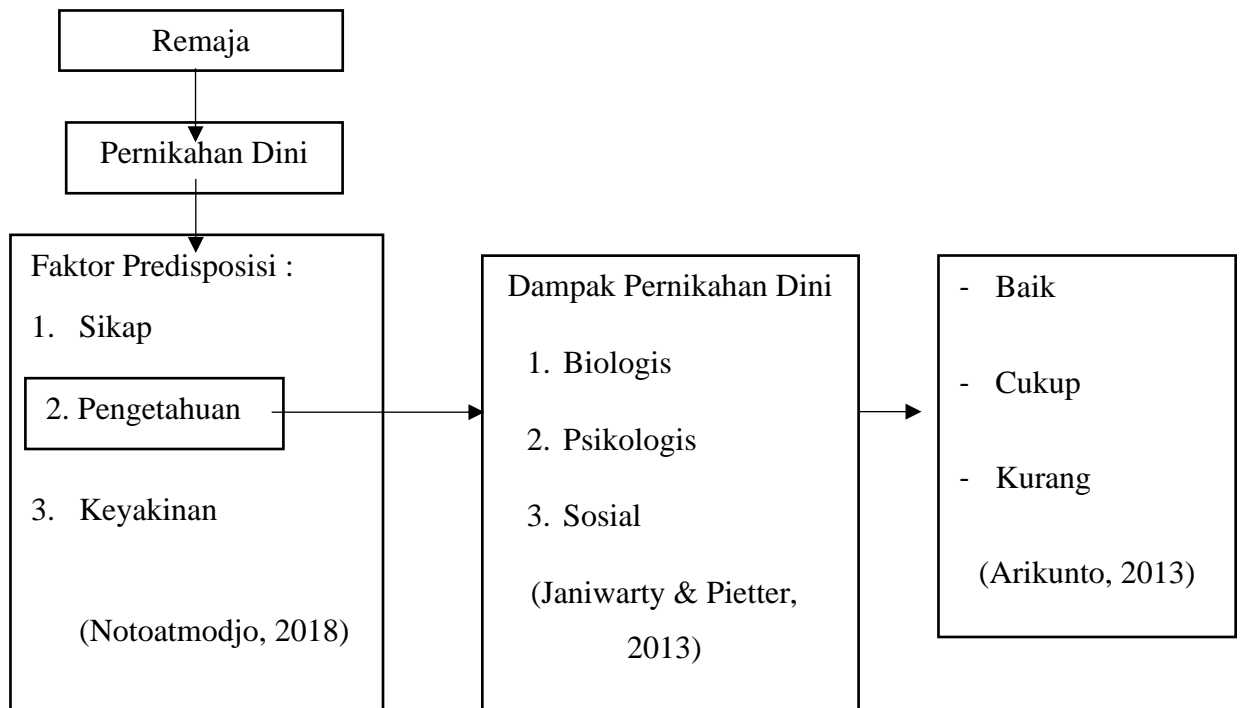 Remaja
Pernikahan Dini
Faktor Predisposisi :
1. Sikap
2. Pengetahuan
3. Keyakinan
(Notoatmodjo, 2018)
Dampak Pernikahan Dini
1. Biologis
2. Psikologis
3. Sosial
(Janiwarty & Pietter,
2013)
- Baik
- Cukup
- Kurang
(Arikunto, 2013)